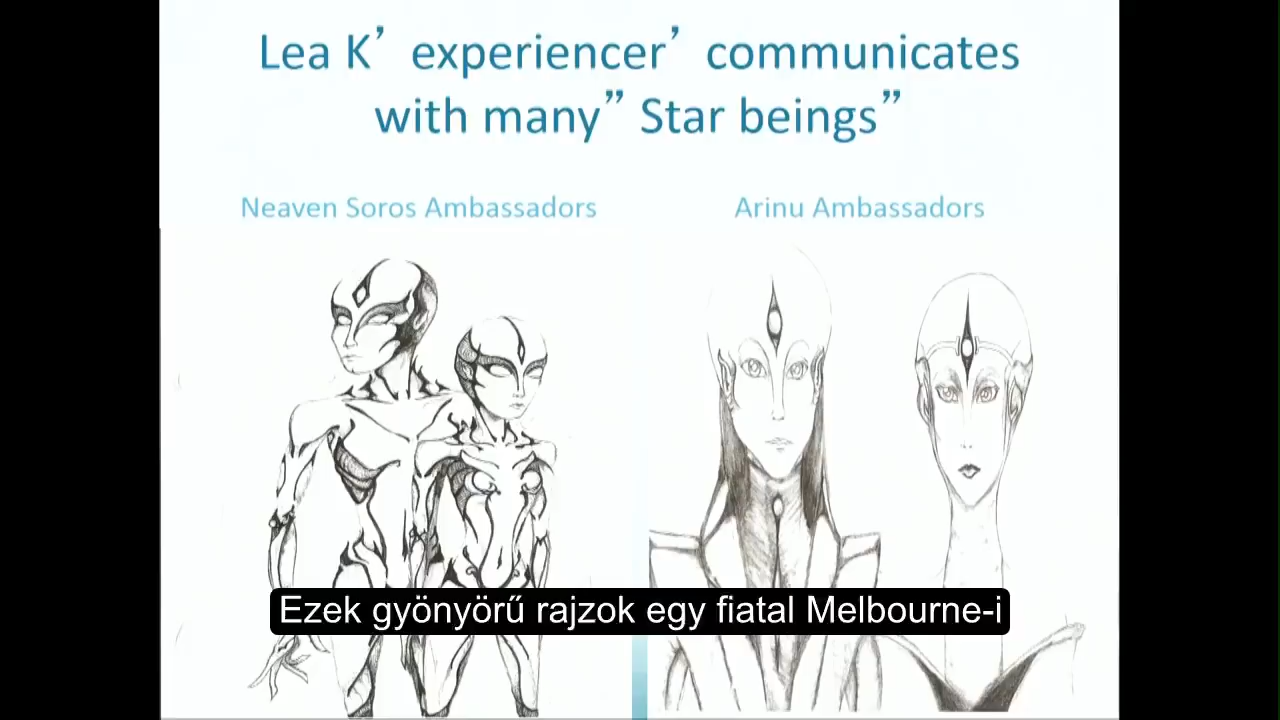 Lea K’ experiencer’ communicates
with many” Star beings”
Neaven Soros Ambassadors
Arinu Ambassadors
Ezek gyönyörű rajzok egy fiatal Melbourne-i